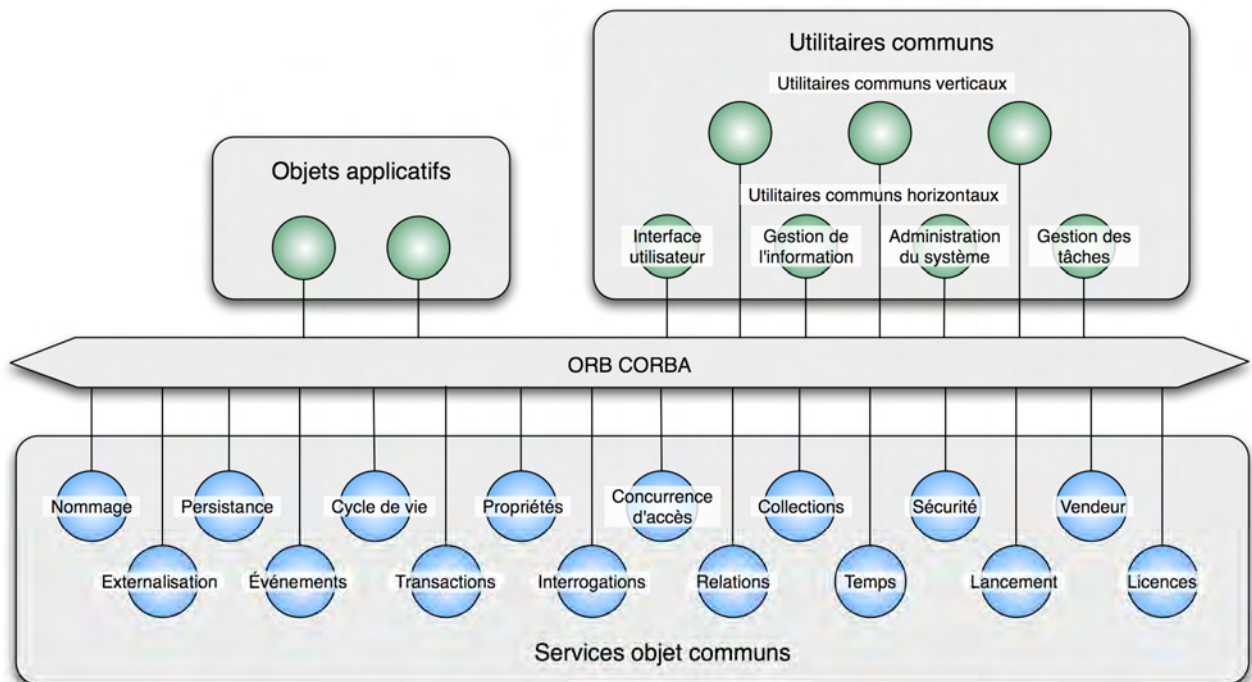 Utilitaires communs
Utilitaires communs verticaux
Objets applicatifs
Utilitaires communs horizontaux
Interface
utilisateur
Gestion de
l'information
Administration
du système
Gestion des
tâches
ORB CORBA
Nommage
Persistance
Cycle de vie
Propriétés
Concurrence
d'accès
Collections
Sécurité
Vendeur
Externalisation
Événements
Transactions
Interrogations
Relations
Temps
Lancement
Licences
Services objet communs